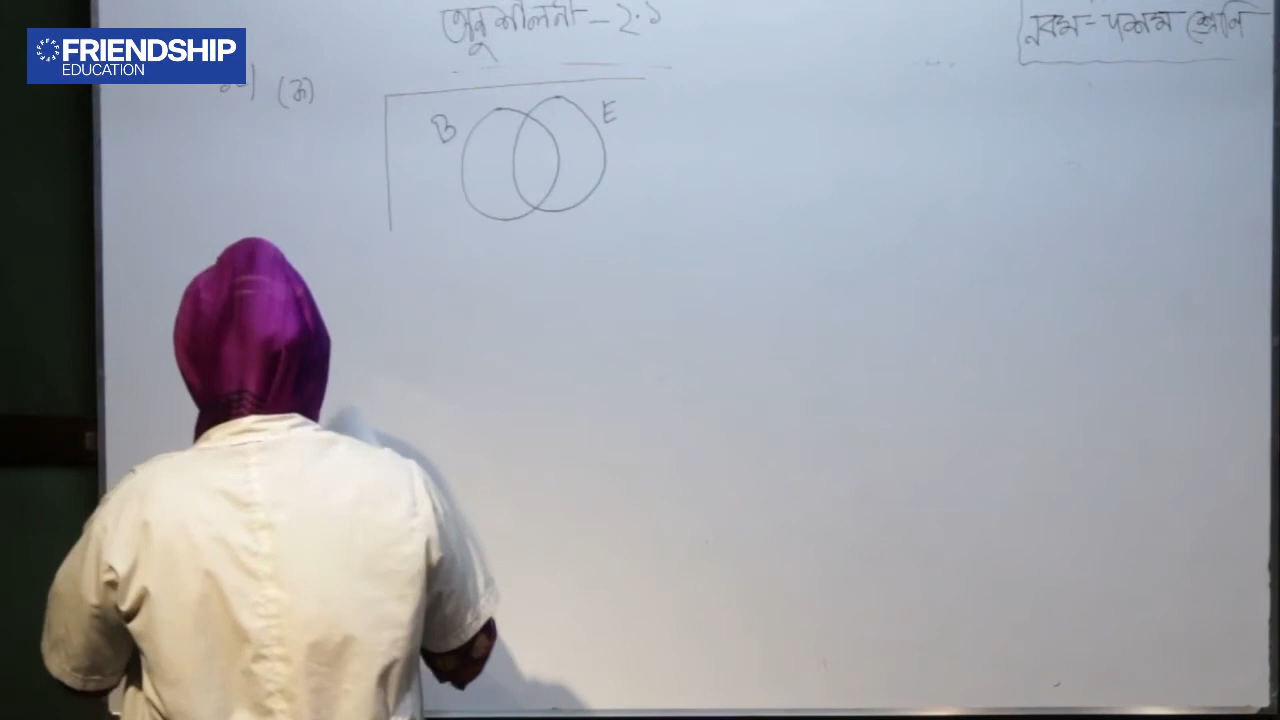 FRIENDSHIP
EDUCATION
অনুশীলনী - ২.১
নবম - দশম শ্রেণি
(ক)
B
E